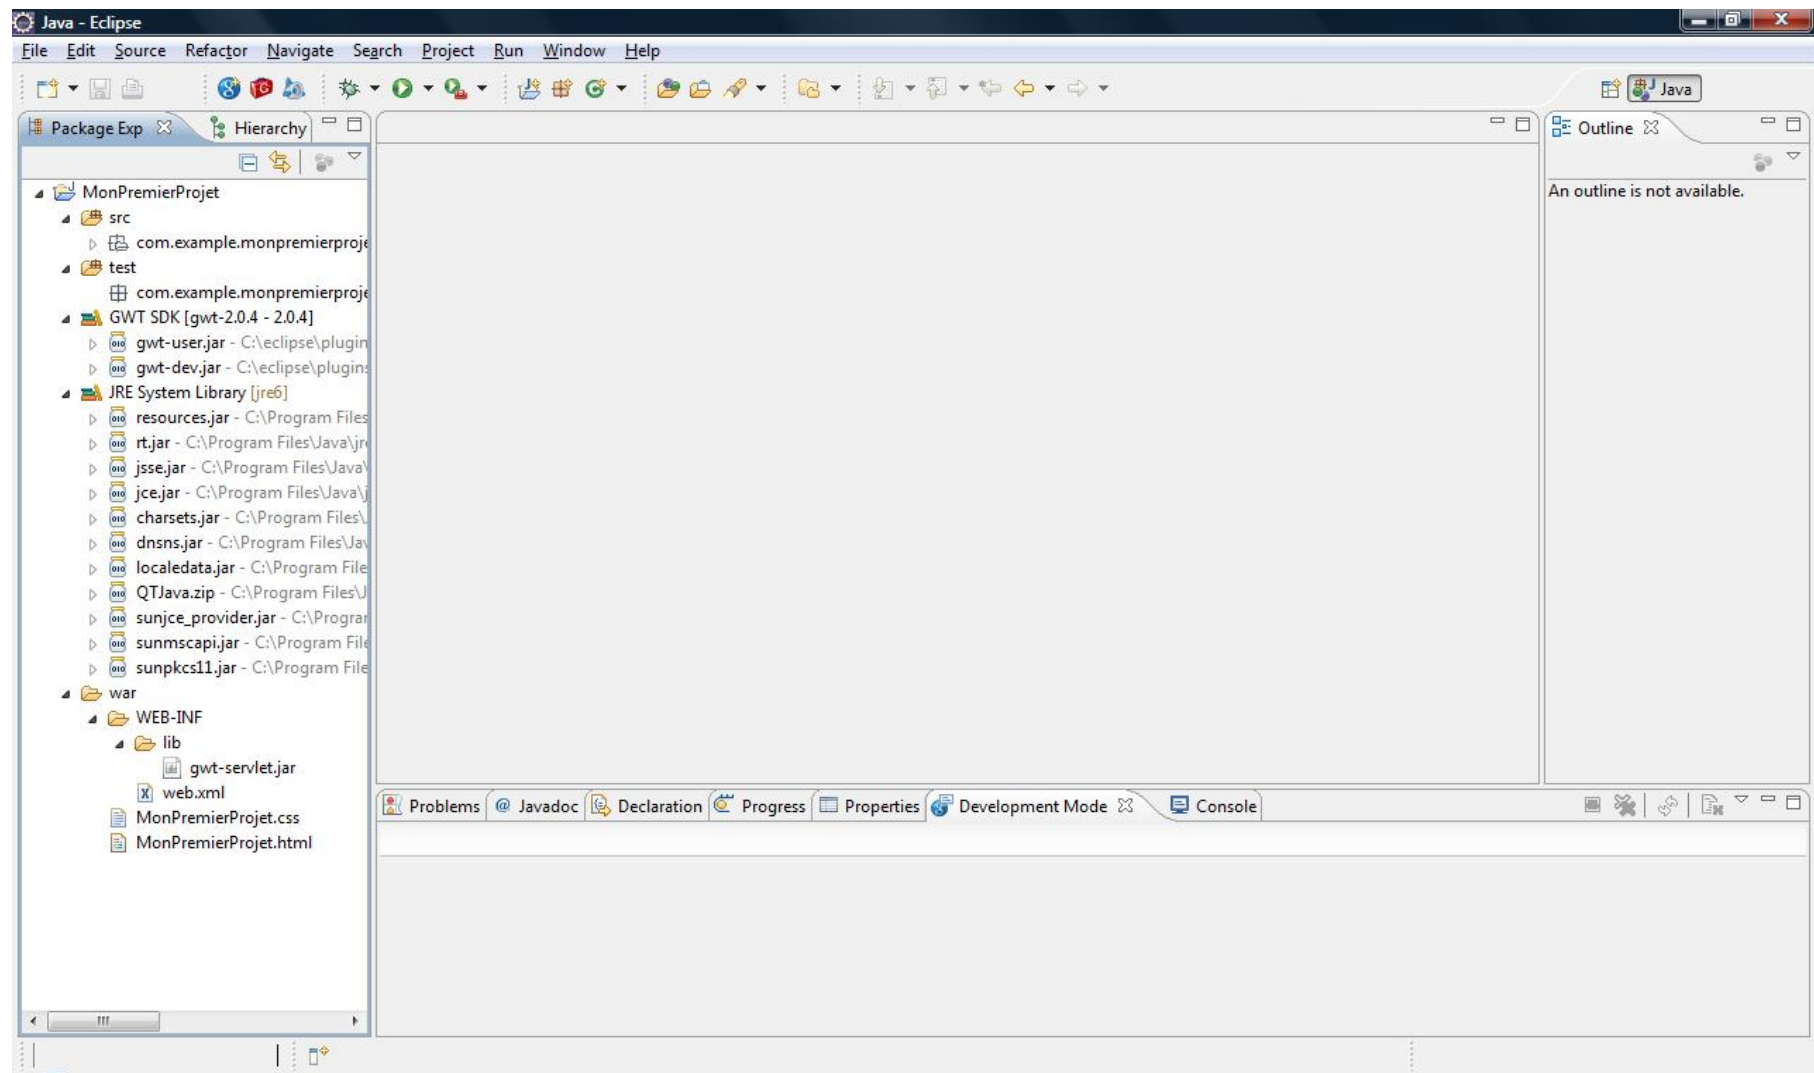 Java - Eclipse
File Edit Source Refactor Navigate Search Project Run Window Help
Java
Package Exp Hierarchy
Outline
An outline is not available.
MonPremierProjet
src
com.example.monpremierproje
test
com.example.monpremierproje
GWT SDK [gwt-2.0.4 - 2.0.4]
gwt-user.jar - C:\eclipse\plugin
gwt-dev.jar - C:\eclipse\plugins
JRE System Library [jre6]
resources.jar - C:\Program Files
rt.jar - C:\Program Files\Java\jre
jsse.jar - C:\Program Files\Java\
jce.jar - C:\Program Files\Java\j
charsets.jar - C:\Program Files\J
dnsns.jar - C:\Program Files\Jav
localedata.jar - C:\Program File
QTJava.zip - C:\Program Files\J
sunjce_provider.jar - C:\Program
sunmscapi.jar - C:\Program File
sunpkcs11.jar - C:\Program File
war
WEB-INF
lib
gwt-servlet.jar
web.xml
MonPremierProjet.css
MonPremierProjet.html
Problems @ Javadoc Declaration Progress Properties Development Mode Console